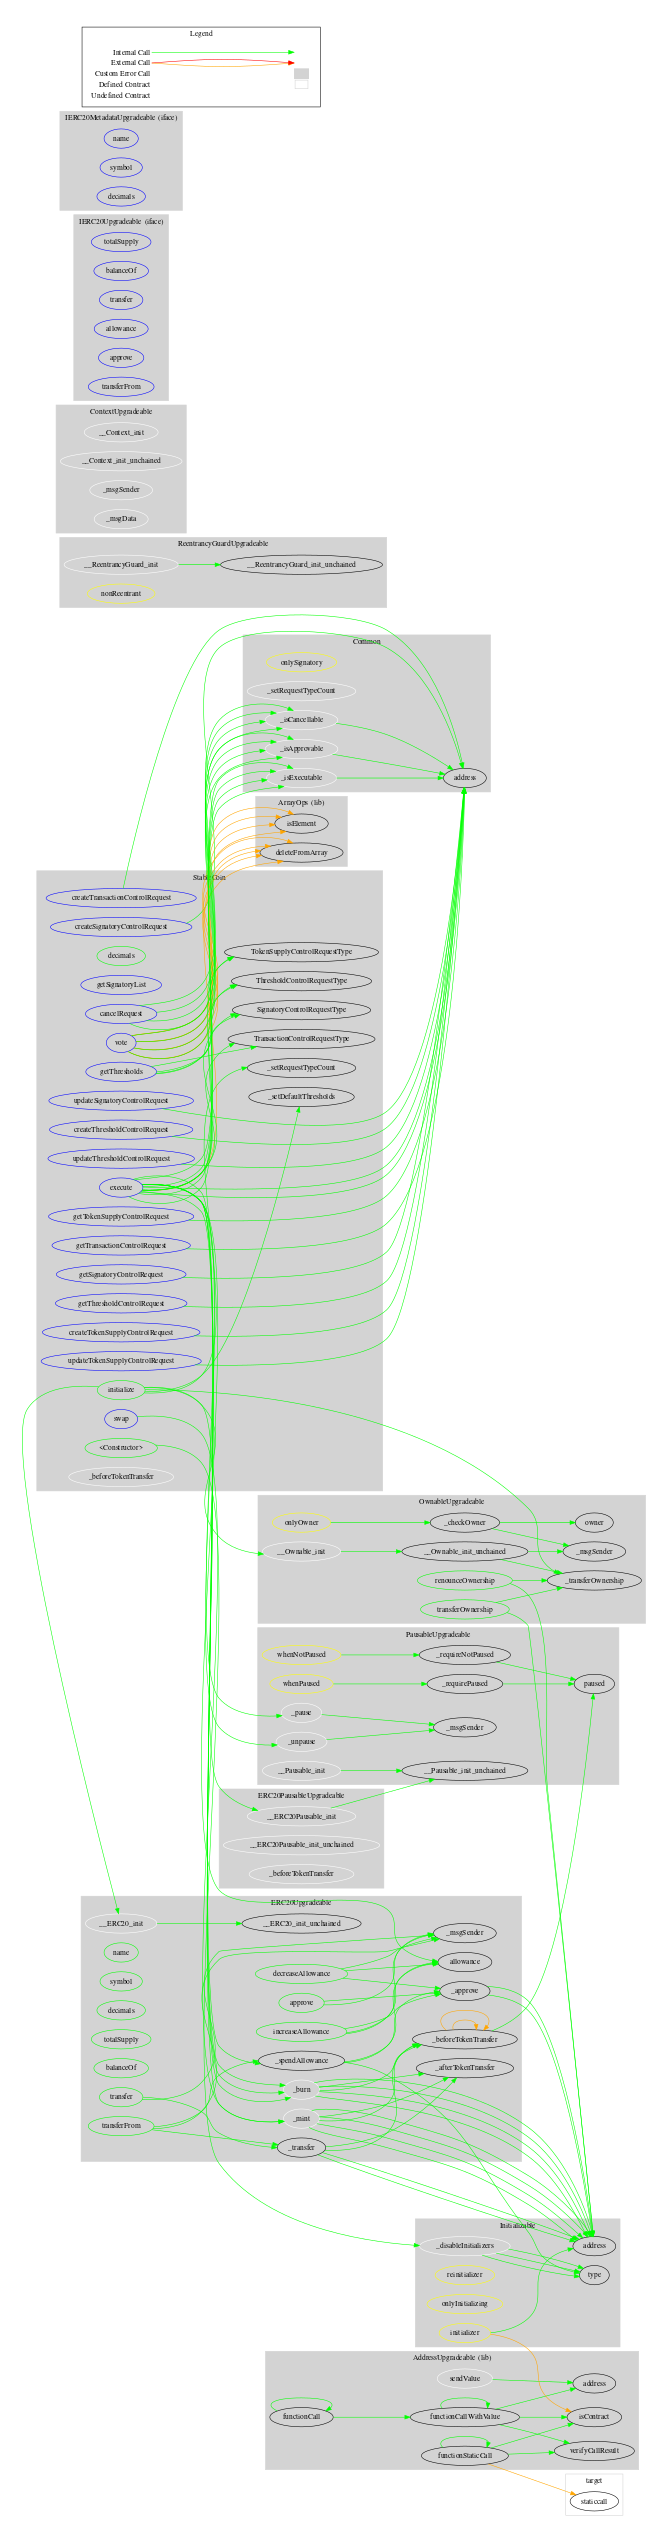 Legend
Internal Call
External Call
Custom Error Call
Defined Contract
Undefined Contract
IERC20MetadataUpgradeable (iface)
name
symbol
decimals
IERC20Upgradeable (iface)
totalSupply
balanceOf
transfer
allowance
approve
transferFrom
ContextUpgradeable
__Context_init
__Context_init_unchained
_msgSender
_msgData
ReentrancyGuardUpgradeable
__ReentrancyGuard_init
__ReentrancyGuard_init_unchained
nonReentrant
Common
onlySignatory
_setRequestTypeCount
_isCancellable
_isApprovable
_isExecutable
address
ArrayOps (lib)
isElement
deleteFromArray
StableCoin
createTransactionControlRequest
createSignatoryControlRequest
decimals
getSignatoryList
cancelRequest
vote
getThresholds
updateSignatoryControlRequest
createThresholdControlRequest
updateThresholdControlRequest
execute
getTokenSupplyControlRequest
getTransactionControlRequest
getSignatoryControlRequest
getThresholdControlRequest
createTokenSupplyControlRequest
updateTokenSupplyControlRequest
initialize
swap
<Constructor>
_beforeTokenTransfer
TokenSupplyControlRequestType
ThresholdControlRequestType
SignatoryControlRequestType
TransactionControlRequestType
_setRequestTypeCount
_setDefaultThresholds
OwnableUpgradeable
onlyOwner
_checkOwner
owner
__Ownable_init
__Ownable_init_unchained
_msgSender
renounceOwnership
_transferOwnership
transferOwnership
PausableUpgradeable
whenNotPaused
_requireNotPaused
whenPaused
_requirePaused
paused
_pause
_msgSender
_unpause
__Pausable_init
__Pausable_init_unchained
ERC20PausableUpgradeable
__ERC20Pausable_init
__ERC20Pausable_init_unchained
_beforeTokenTransfer
ERC20Upgradeable
__ERC20_init
__ERC20_init_unchained
name
symbol
decimals
totalSupply
balanceOf
transfer
transferFrom
decreaseAllowance
approve
increaseAllowance
_spendAllowance
_burn
_mint
_transfer
_msgSender
allowance
_approve
_beforeTokenTransfer
_afterTokenTransfer
Initializable
_disableInitializers
address
reinitializer
type
onlyInitializing
initializer
AddressUpgradeable (lib)
sendValue
address
functionCall
functionCallWithValue
isContract
functionStaticCall
verifyCallResult
target
staticcall